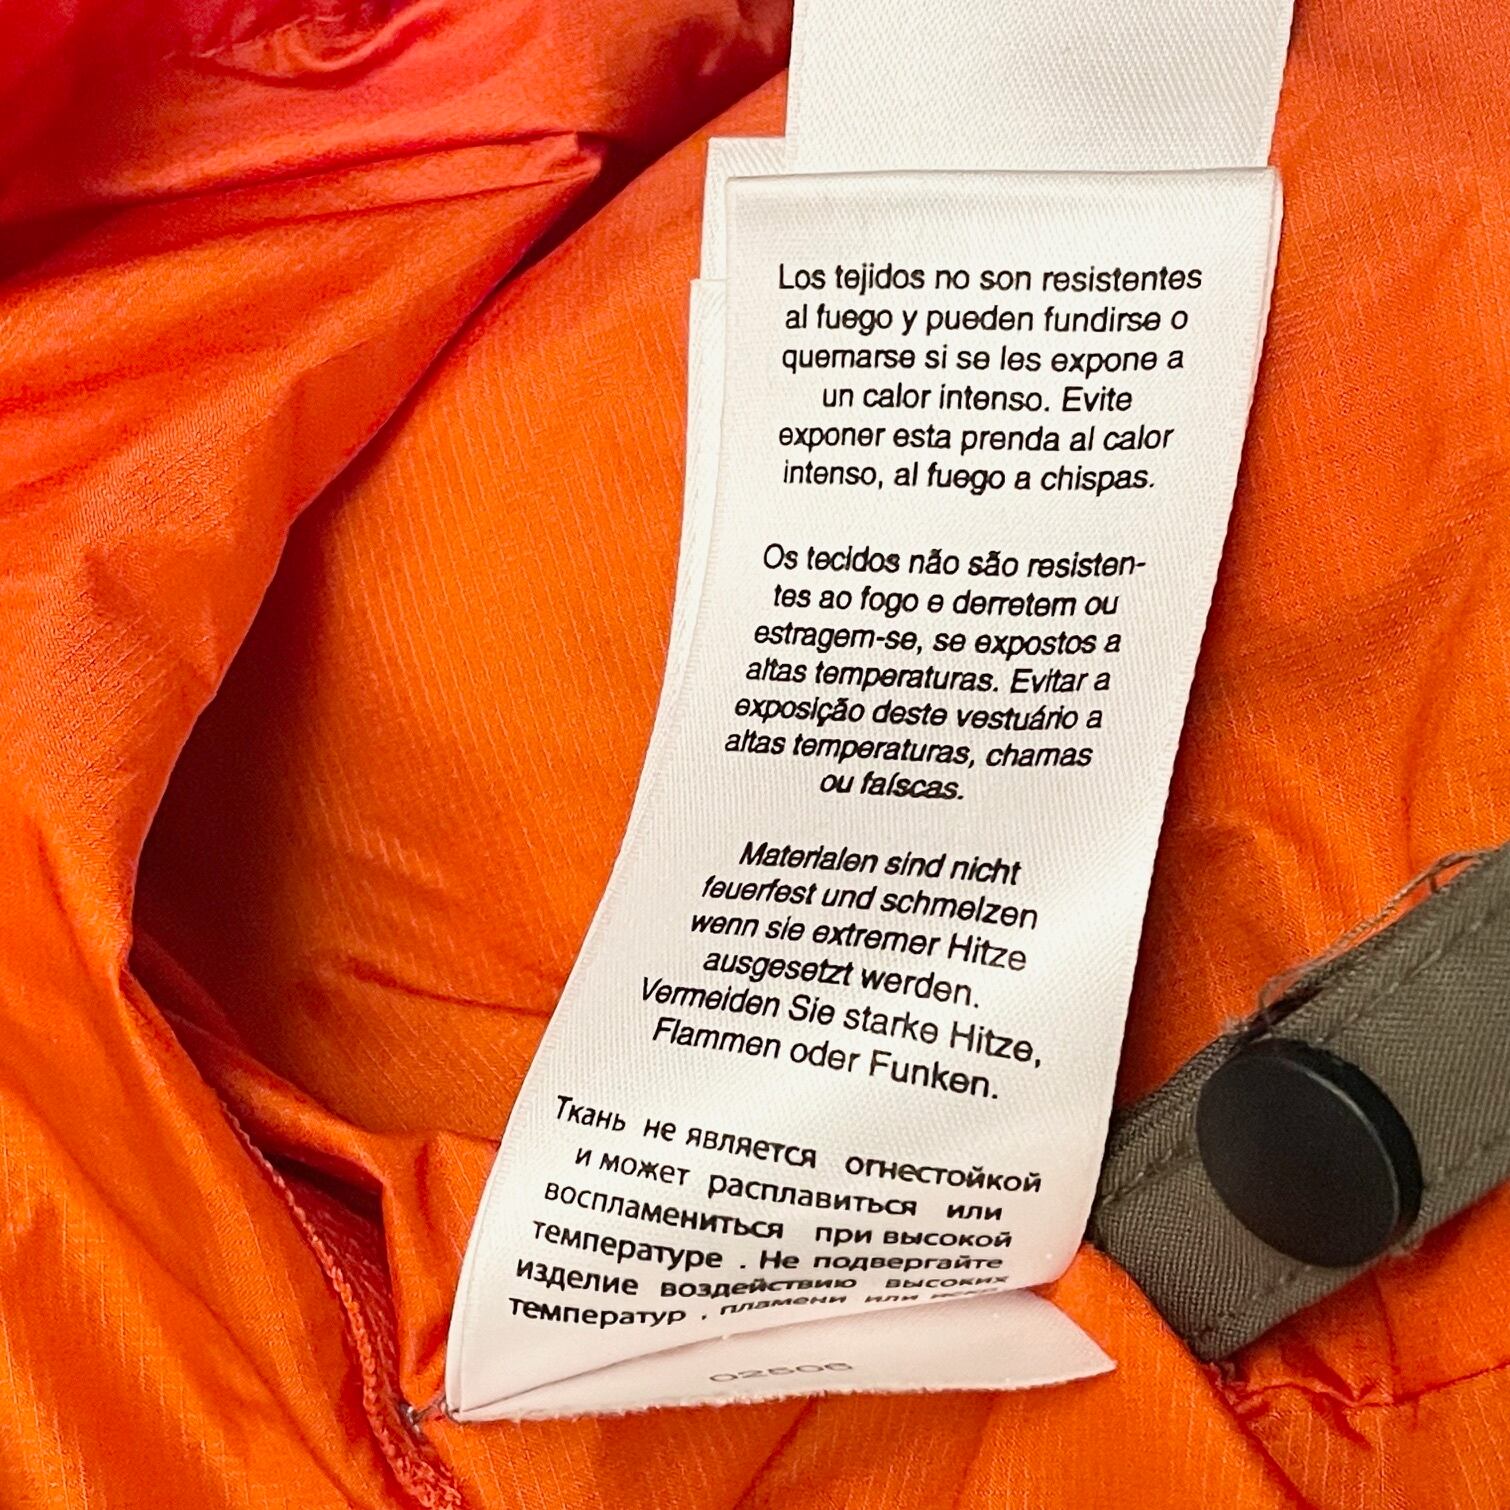 Los tejidos no son resistentes
al fuego y pueden fundirse o
quemarse si se les expone a
un calor intenso. Evite
exponer esta prenda al calor
intenso, al fuego a chispas.
Os tecidos não são resisten-
tes ao fogo e derretem ou
estragem-se, se expostos a
altas temperaturas. Evitar a
exposição deste vestuário a
altas temperaturas, chamas
ou faíscas.
Materialen sind nicht
feuerfest und schmelzen
wenn sie extremer Hitze
ausgesetzt werden.
Vermeiden Sie starke Hitze,
Flammen oder Funken.
Ткань не является огнестойкой
и может расплавиться или
воспламениться при высокой
температуре . Не подвергайте
изделие воздействию высоких
температур , пламени или
02506